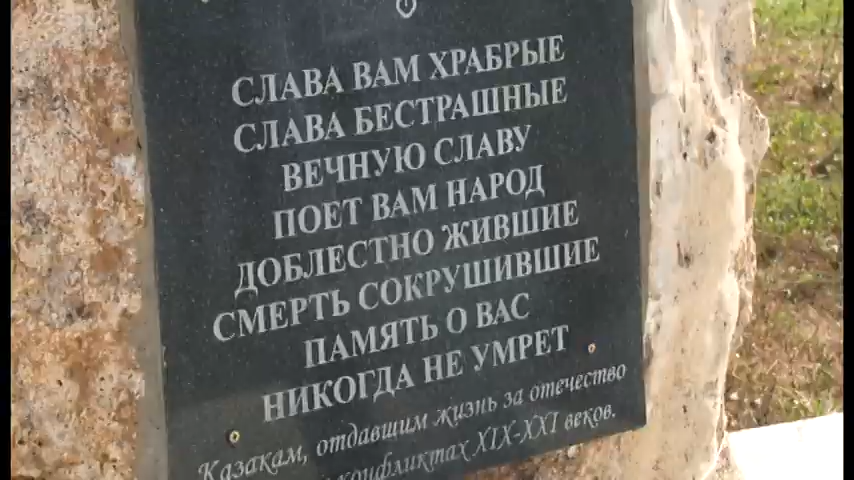 СЛАВА ВАМ ХРАБРЫЕ
СЛАВА БЕСТРАШНЫЕ
ВЕЧНУЮ СЛАВУ
ПОЕТ ВАМ НАРОД
ДОБЛЕСТНО ЖИВШИЕ
СМЕРТЬ СОКРУШИВШИЕ
ПАМЯТЬ О ВАС
НИКОГДА НЕ УМРЕТ
Казакам, отдавшим жизнь за отечество
конфликтах XIX-XXI веков.